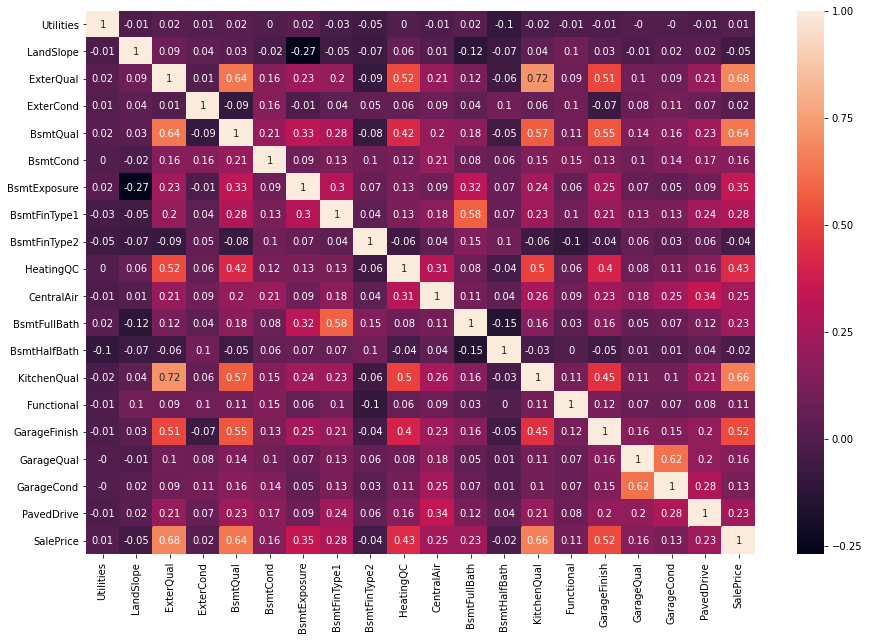 Utilities 1 -0.01 0.02 0.01 0.02 0 0.02 -0.03 -0.05 0 -0.01 0.02 -0.1 -0.02 -0.01 -0.01 -0 -0 -0.01 0.01
LandSlope -0.01 1 0.09 0.04 0.03 -0.02 -0.27 -0.05 -0.07 0.06 0.01 -0.12 -0.07 0.04 0.1 0.03 -0.01 0.02 0.02 -0.05
ExterQual 0.02 0.09 1 0.01 0.64 0.16 0.23 0.2 -0.09 0.52 0.21 0.12 -0.06 0.72 0.09 0.51 0.1 0.09 0.21 0.68
ExterCond 0.01 0.04 0.01 1 -0.09 0.16 -0.01 0.04 0.05 0.06 0.09 0.04 0.1 0.06 0.1 -0.07 0.08 0.11 0.07 0.02
BsmtQual 0.02 0.03 0.64 -0.09 1 0.21 0.33 0.28 -0.08 0.42 0.2 0.18 -0.05 0.57 0.11 0.55 0.14 0.16 0.23 0.64
BsmtCond 0 -0.02 0.16 0.16 0.21 1 0.09 0.13 0.1 0.12 0.21 0.08 0.06 0.15 0.15 0.13 0.1 0.14 0.17 0.16
BsmtExposure 0.02 -0.27 0.23 -0.01 0.33 0.09 1 0.3 0.07 0.13 0.09 0.32 0.07 0.24 0.06 0.25 0.07 0.05 0.09 0.35
BsmtFinType1 -0.03 -0.05 0.2 0.04 0.28 0.13 0.3 1 0.04 0.13 0.18 0.58 0.07 0.23 0.1 0.21 0.13 0.13 0.24 0.28
BsmtFinType2 -0.05 -0.07 -0.09 0.05 -0.08 0.1 0.07 0.04 1 -0.06 0.04 0.15 0.1 -0.06 -0.1 -0.04 0.06 0.03 0.06 -0.04
HeatingQC 0 0.06 0.52 0.06 0.42 0.12 0.13 0.13 -0.06 1 0.31 0.08 -0.04 0.5 0.06 0.4 0.08 0.11 0.16 0.43
CentralAir -0.01 0.01 0.21 0.09 0.2 0.21 0.09 0.18 0.04 0.31 1 0.11 0.04 0.26 0.09 0.23 0.18 0.25 0.34 0.25
BsmtFullBath 0.02 -0.12 0.12 0.04 0.18 0.08 0.32 0.58 0.15 0.08 0.11 1 -0.15 0.16 0.03 0.16 0.05 0.07 0.12 0.23
BsmtHalfBath -0.1 -0.07 -0.06 0.1 -0.05 0.06 0.07 0.07 0.1 -0.04 0.04 -0.15 1 -0.03 0 -0.05 0.01 0.01 0.04 -0.02
KitchenQual -0.02 0.04 0.72 0.06 0.57 0.15 0.24 0.23 -0.06 0.5 0.26 0.16 -0.03 1 0.11 0.45 0.11 0.1 0.21 0.66
Functional -0.01 0.1 0.09 0.1 0.11 0.15 0.06 0.1 -0.1 0.06 0.09 0.03 0 0.11 1 0.12 0.07 0.07 0.08 0.11
GarageFinish -0.01 0.03 0.51 -0.07 0.55 0.13 0.25 0.21 -0.04 0.4 0.23 0.16 -0.05 0.45 0.12 1 0.16 0.15 0.2 0.52
GarageQual -0 -0.01 0.1 0.08 0.14 0.1 0.07 0.13 0.06 0.08 0.18 0.05 0.01 0.11 0.07 0.16 1 0.62 0.2 0.16
GarageCond -0 0.02 0.09 0.11 0.16 0.14 0.05 0.13 0.03 0.11 0.25 0.07 0.01 0.1 0.07 0.15 0.62 1 0.28 0.13
PavedDrive -0.01 0.02 0.21 0.07 0.23 0.17 0.09 0.24 0.06 0.16 0.34 0.12 0.04 0.21 0.08 0.2 0.2 0.28 1 0.23
SalePrice 0.01 -0.05 0.68 0.02 0.64 0.16 0.35 0.28 -0.04 0.43 0.25 0.23 -0.02 0.66 0.11 0.52 0.16 0.13 0.23 1
Utilities
LandSlope
ExterQual
ExterCond
BsmtQual
BsmtCond
BsmtExposure
BsmtFinType1
BsmtFinType2
HeatingQC
CentralAir
BsmtFullBath
BsmtHalfBath
KitchenQual
Functional
GarageFinish
GarageQual
GarageCond
PavedDrive
SalePrice
1.00
0.75
0.50
0.25
0.00
−0.25